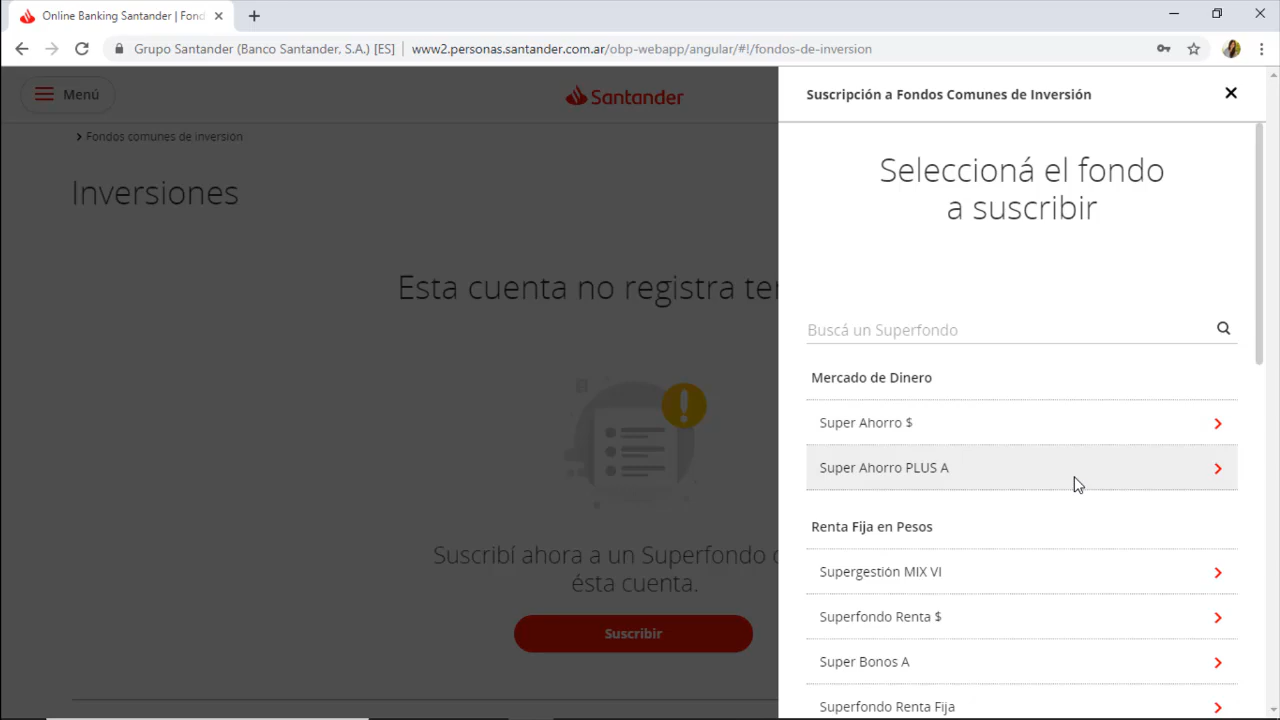 Online Banking Santander | Fond
Grupo Santander (Banco Santander, S.A.) [ES]
www2.personas.santander.com.ar/obp-webapp/angular/#!/fondos-de-inversion
Menú
Santander
Fondos comunes de inversión
Inversiones
Esta cuenta no registra ter
Suscribí ahora a un Superfondo
ésta cuenta.
Suscribir
Suscripción a Fondos Comunes de Inversión
Seleccioná el fondo
a suscribir
Buscá un Superfondo
Mercado de Dinero
Super Ahorro $
Super Ahorro PLUS A
Renta Fija en Pesos
Supergestión MIX VI
Superfondo Renta $
Super Bonos A
Superfondo Renta Fija